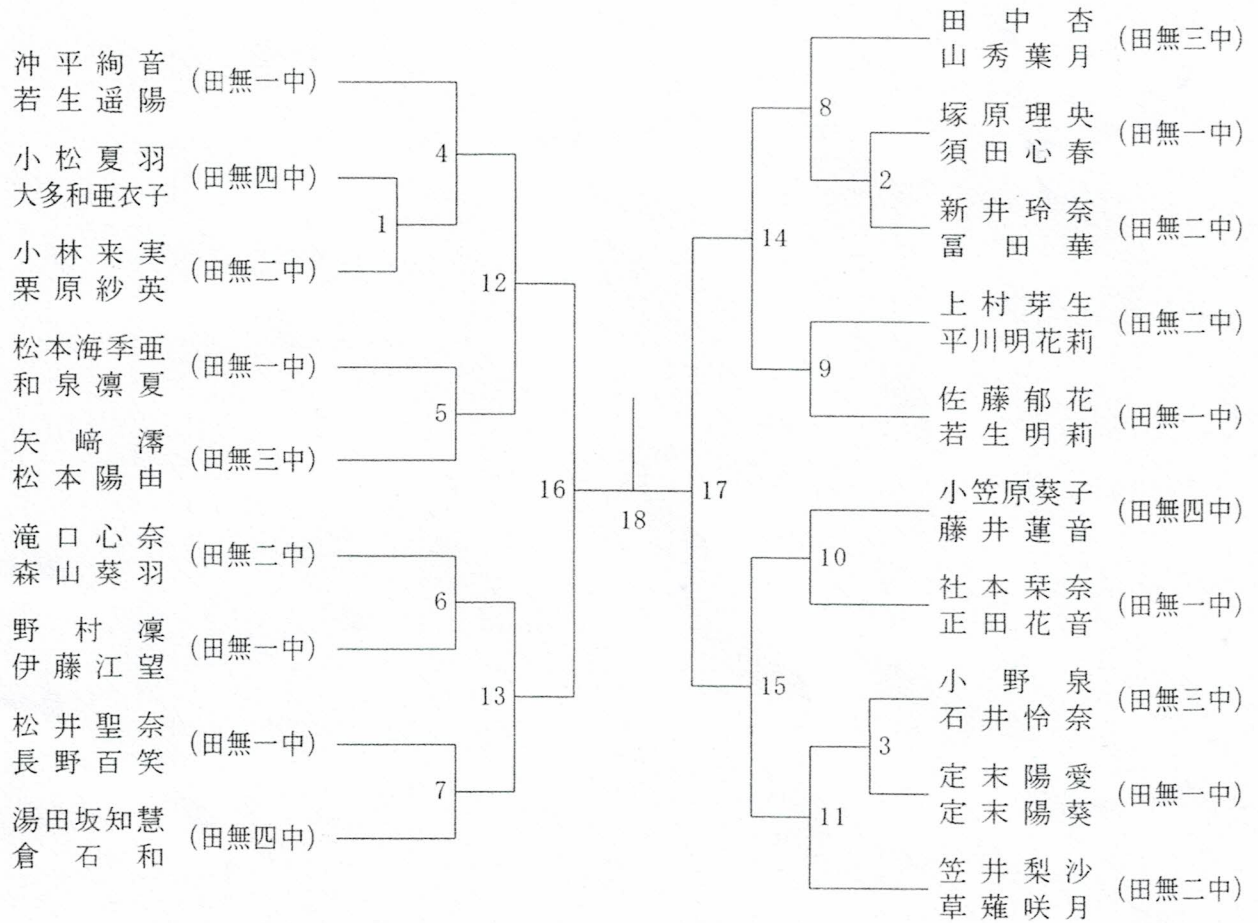 沖平絢音
若生遥陽
(田無一中)
小松夏羽
大多和亜衣子
(田無四中)
小林来実
栗原紗英
(田無二中)
松本海季亜
和泉凛夏
(田無一中)
矢﨑澪
松本陽由
(田無三中)
滝口心奈
森山葵羽
(田無二中)
野村凜
伊藤江望
(田無一中)
松井聖奈
長野百笑
(田無一中)
湯田坂知慧
倉石和
(田無四中)
1
4
5
12
6
7
13
16
18
17
14
8
2
9
10
15
3
11
田中杏
山秀葉月
(田無三中)
塚原理央
須田心春
(田無一中)
新井玲奈
冨田華
(田無二中)
上村芽生
平川明花莉
(田無二中)
佐藤郁花
若生明莉
(田無一中)
小笠原葵子
藤井蓮音
(田無四中)
社本栞奈
正田花音
(田無一中)
小野泉
石井怜奈
(田無三中)
定末陽愛
定末陽葵
(田無一中)
笠井梨沙
草薙咲月
(田無二中)